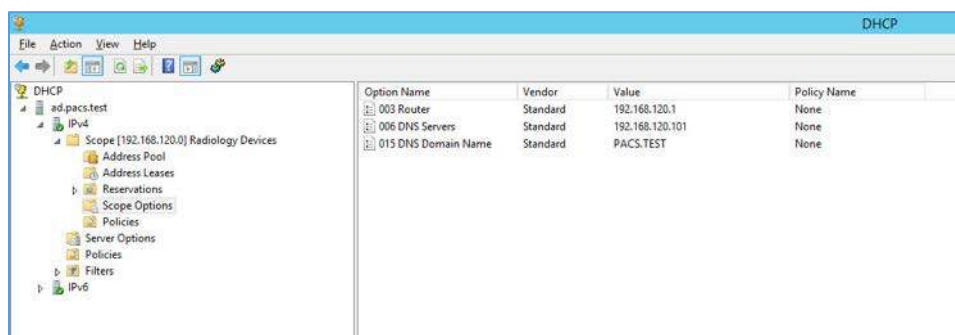 DHCP
File Action View Help
DHCP
ad.pacs.test
IPv4
Scope [192.168.120.0] Radiology Devices
Address Pool
Address Leases
Reservations
Scope Options
Policies
Server Options
Policies
Filters
IPv6
Option Name Vendor Value Policy Name
003 Router Standard 192.168.120.1 None
006 DNS Servers Standard 192.168.120.101 None
015 DNS Domain Name Standard PACS.TEST None